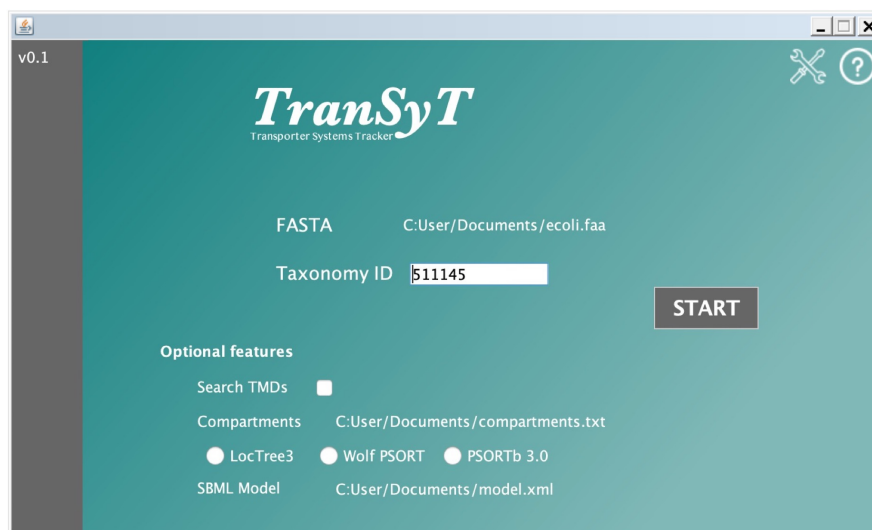 v0.1
?
TranSyT
Transporter Systems Tracker
FASTA C:User/Documents/ecoli.faa
Taxonomy ID 511145
START
Optional features
Search TMDs
Compartments C:User/Documents/compartments.txt
LocTree3 Wolf PSORT PSORTb 3.0
SBML Model C:User/Documents/model.xml